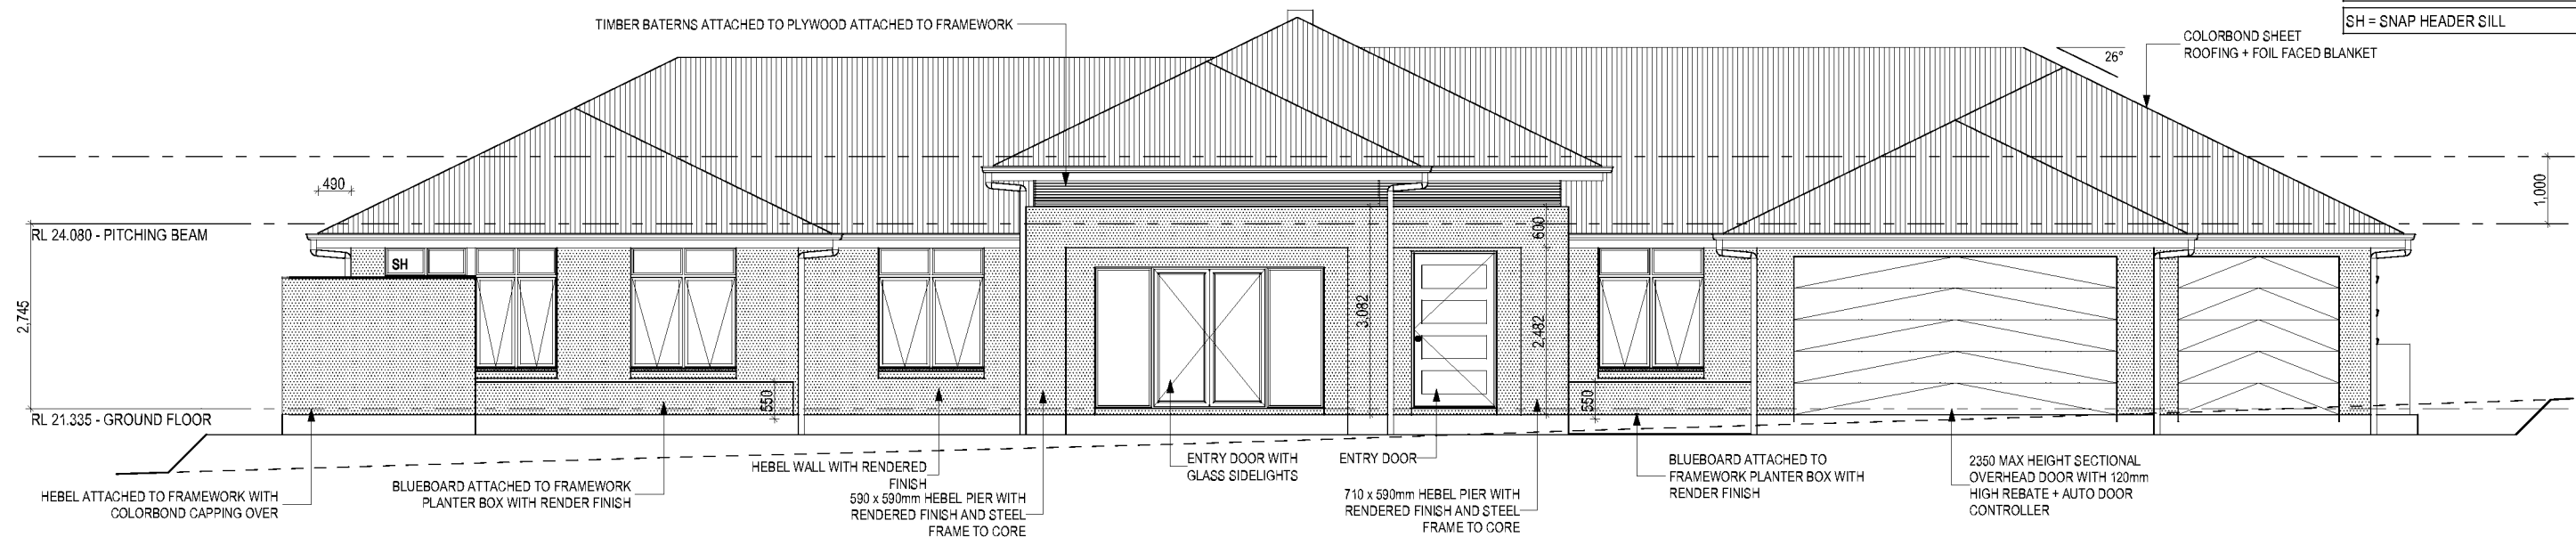 TIMBER BATERNS ATTACHED TO PLYWOOD ATTACHED TO FRAMEWORK
SH = SNAP HEADER SILL
COLORBOND SHEET
ROOFING + FOIL FACED BLANKET
26°
490
1,000
RL 24.080 - PITCHING BEAM
SH
600
2,745
3,082
2,482
550
550
RL 21.335 - GROUND FLOOR
HEBEL ATTACHED TO FRAMEWORK WITH
COLORBOND CAPPING OVER
BLUEBOARD ATTACHED TO FRAMEWORK
PLANTER BOX WITH RENDER FINISH
HEBEL WALL WITH RENDERED
FINISH
590 x 590mm HEBEL PIER WITH
RENDERED FINISH AND STEEL
FRAME TO CORE
ENTRY DOOR WITH
GLASS SIDELIGHTS
ENTRY DOOR
710 x 590mm HEBEL PIER WITH
RENDERED FINISH AND STEEL
FRAME TO CORE
BLUEBOARD ATTACHED TO
FRAMEWORK PLANTER BOX WITH
RENDER FINISH
2350 MAX HEIGHT SECTIONAL
OVERHEAD DOOR WITH 120mm
HIGH REBATE + AUTO DOOR
CONTROLLER